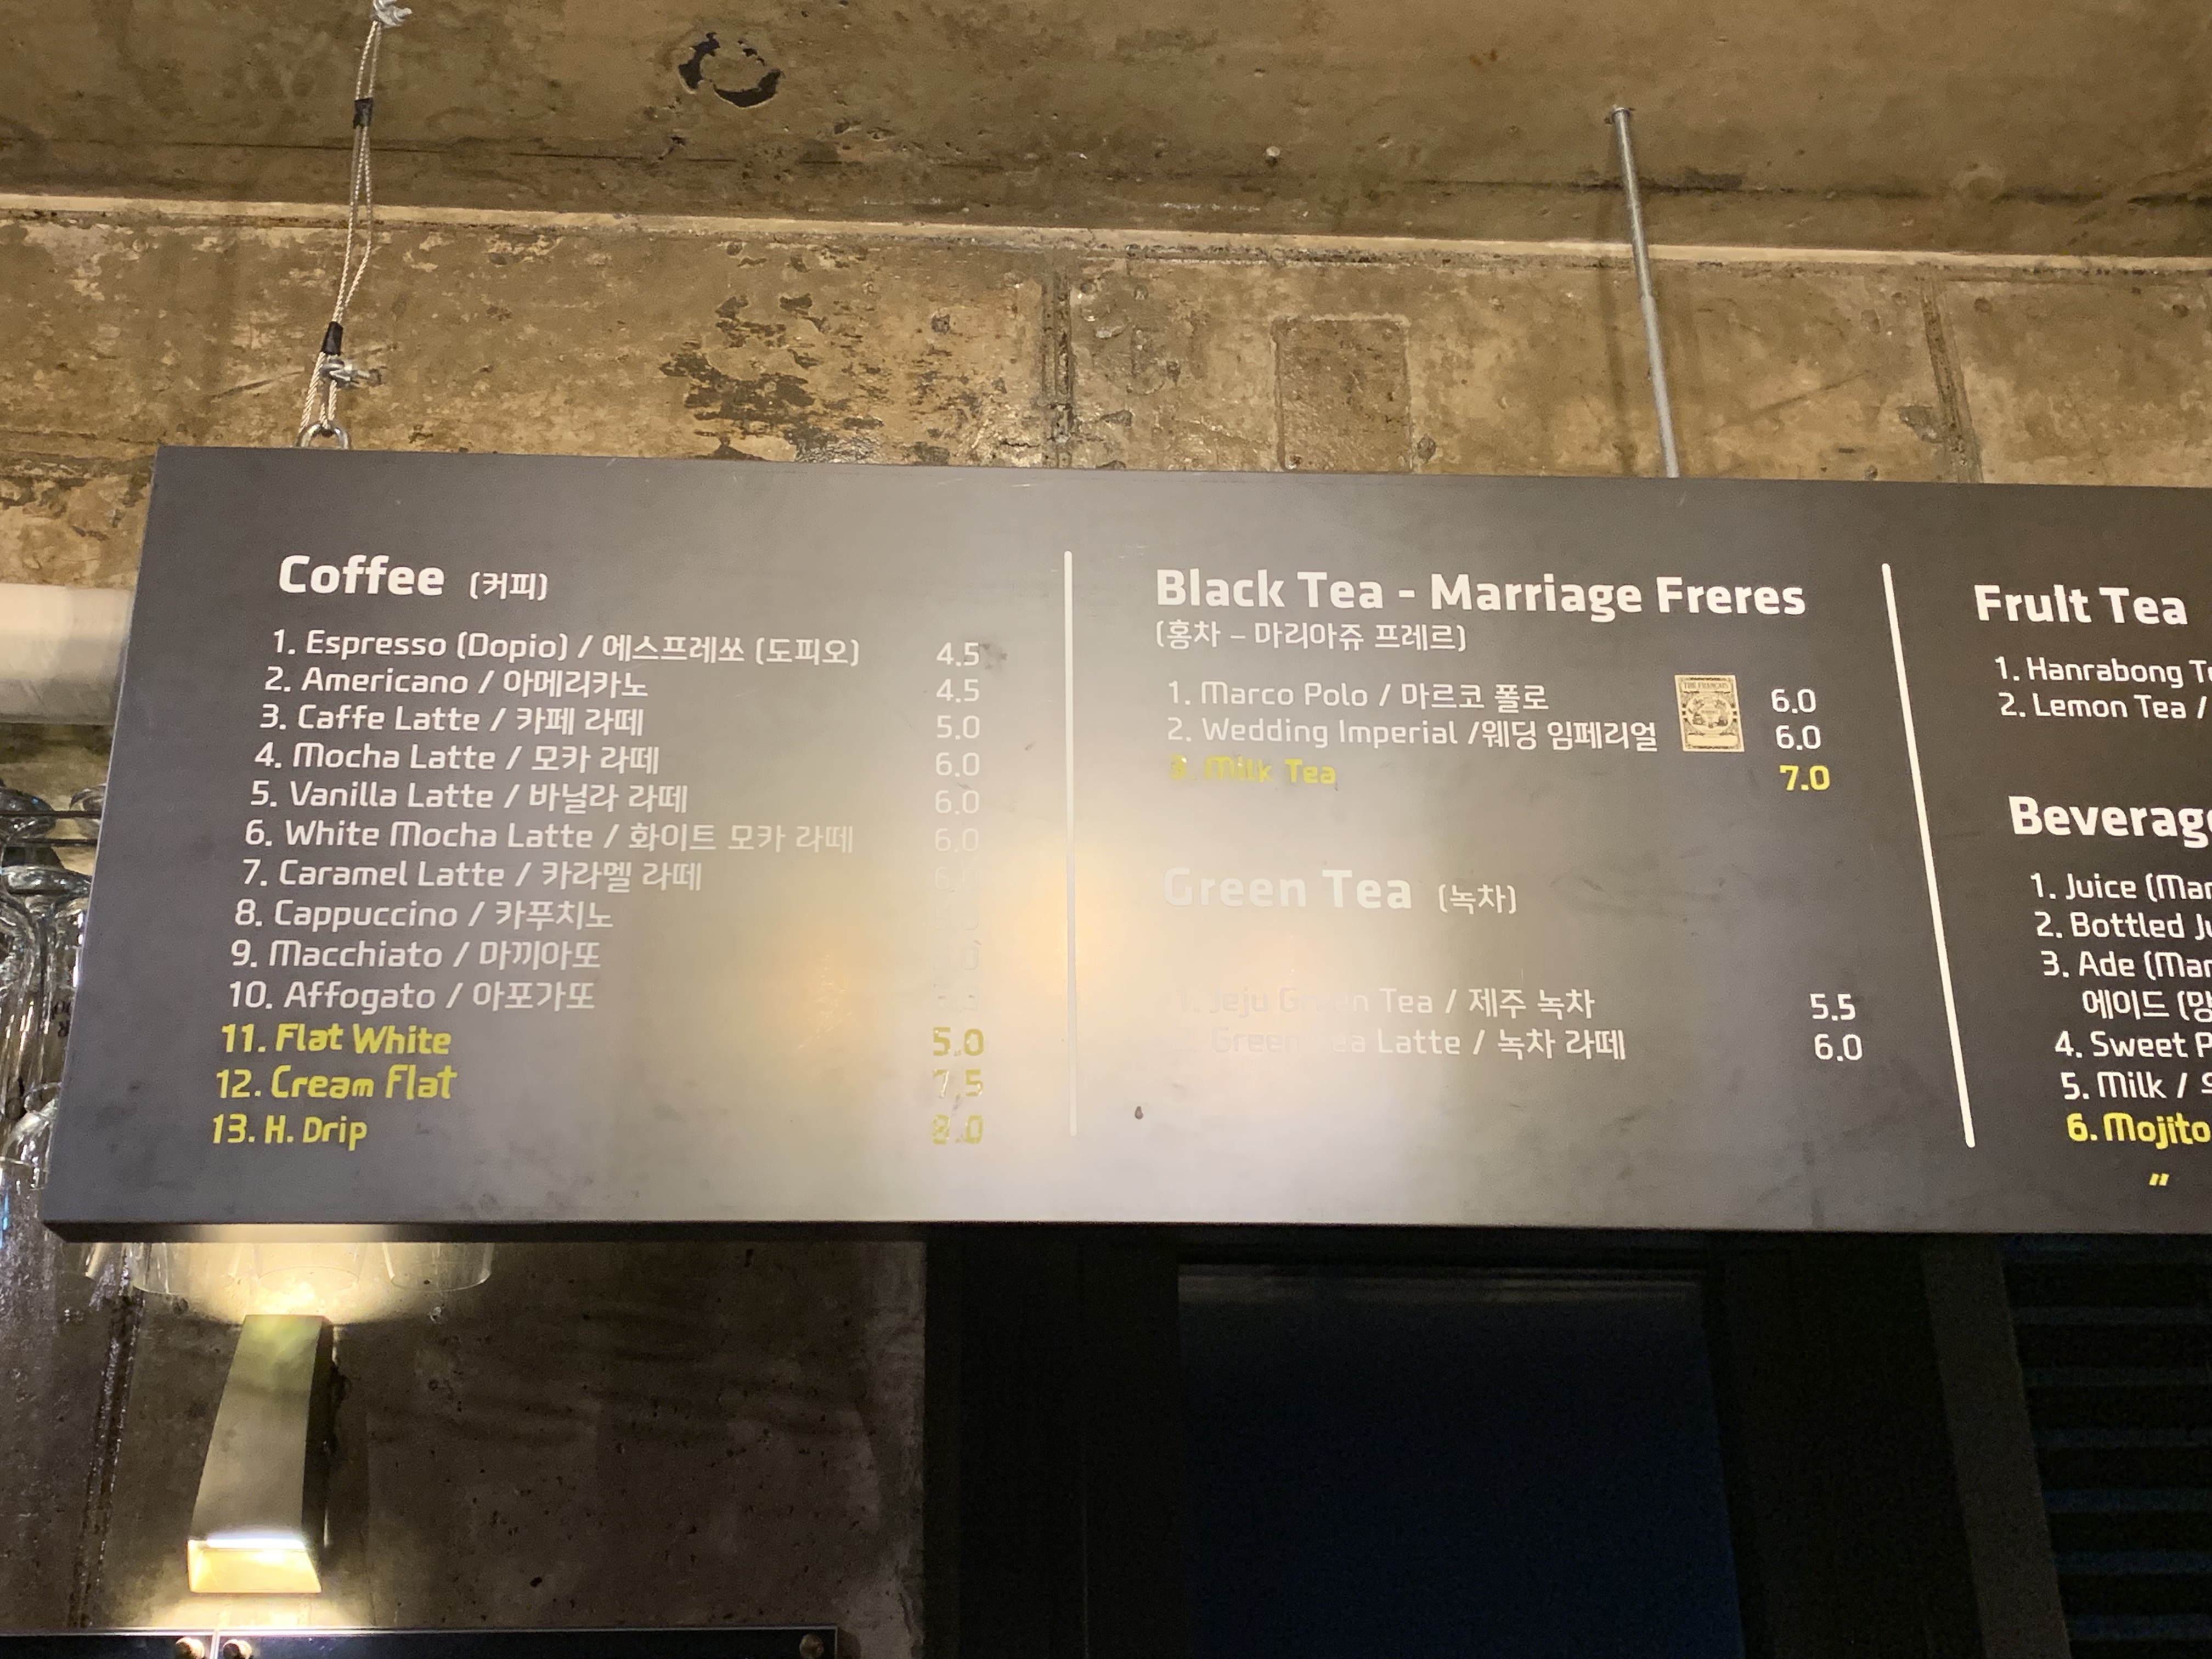 Coffee (커피)
1. Espresso (Dopio) / 에스프레쏘 (도피오) 4.5
2. Americano / 아메리카노 4.5
3. Caffe Latte / 카페 라떼 5.0
4. Mocha Latte / 모카 라떼 6.0
5. Vanilla Latte / 바닐라 라떼 6.0
6. White Mocha Latte / 화이트 모카 라떼 6.0
7. Caramel Latte / 카라멜 라떼
8. Cappuccino / 카푸치노
9. Macchiato / 마끼아또
10. Affogato / 아포가또
11. Flat White 5.0
12. Cream Flat 7.5
13. H. Drip 8.0
Black Tea - Marriage Freres
(홍차 – 마리아쥬 프레르)
1. Marco Polo / 마르코 폴로 6.0
2. Wedding Imperial /웨딩 임페리얼 6.0
3. Milk Tea 7.0
Green Tea (녹차)
1. Jeju Green Tea / 제주 녹차 5.5
Green Tea Latte / 녹차 라떼 6.0
Fruit Tea
1. Hanrabong
2. Lemon Tea /
1. Juice
2. Bottled
3. Ade
에이드
4. Sweet
5. Milk /
6. Mojito
"